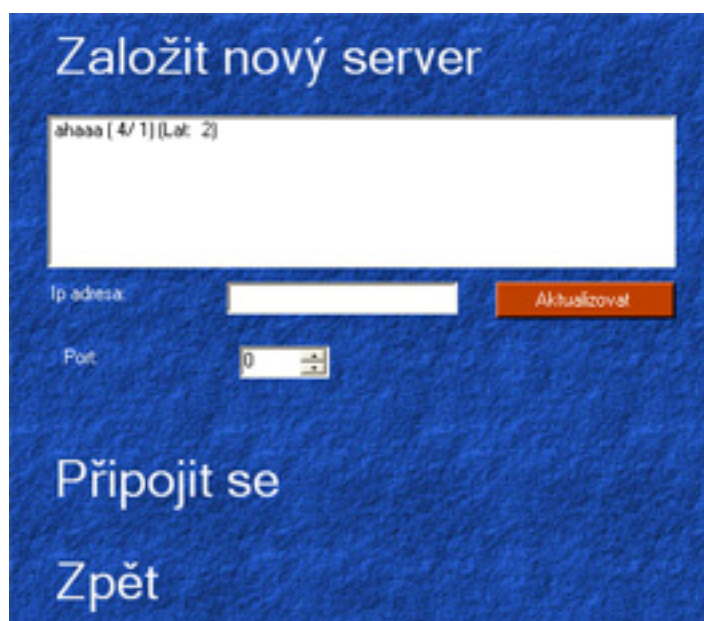 Založit nový server
ahaaa ( 4/ 1) (Lat: 2)
Ip adresa:
Aktualizovat
Port:
0
Připojit se
Zpět